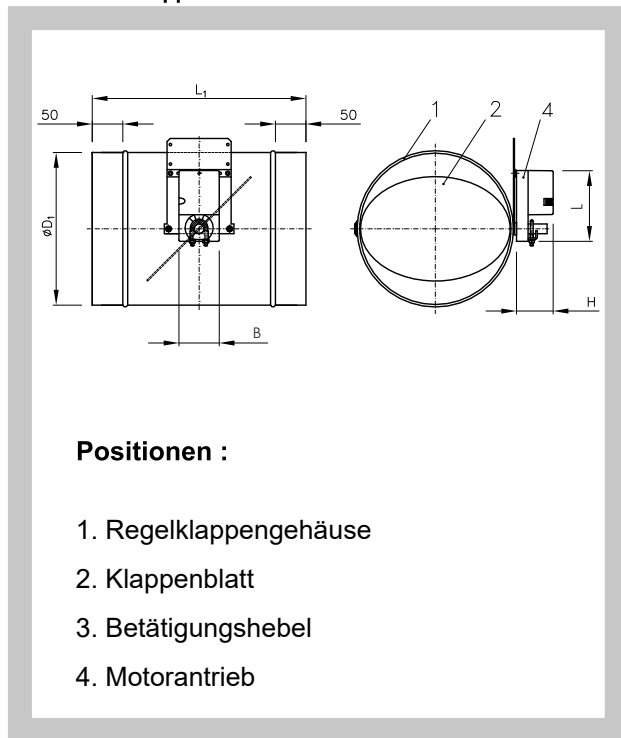 L₁
50
50
1
2
4
øD₁
L
H
B
Positionen :
1. Regelklappengehäuse
2. Klappenblatt
3. Betätigungshebel
4. Motorantrieb